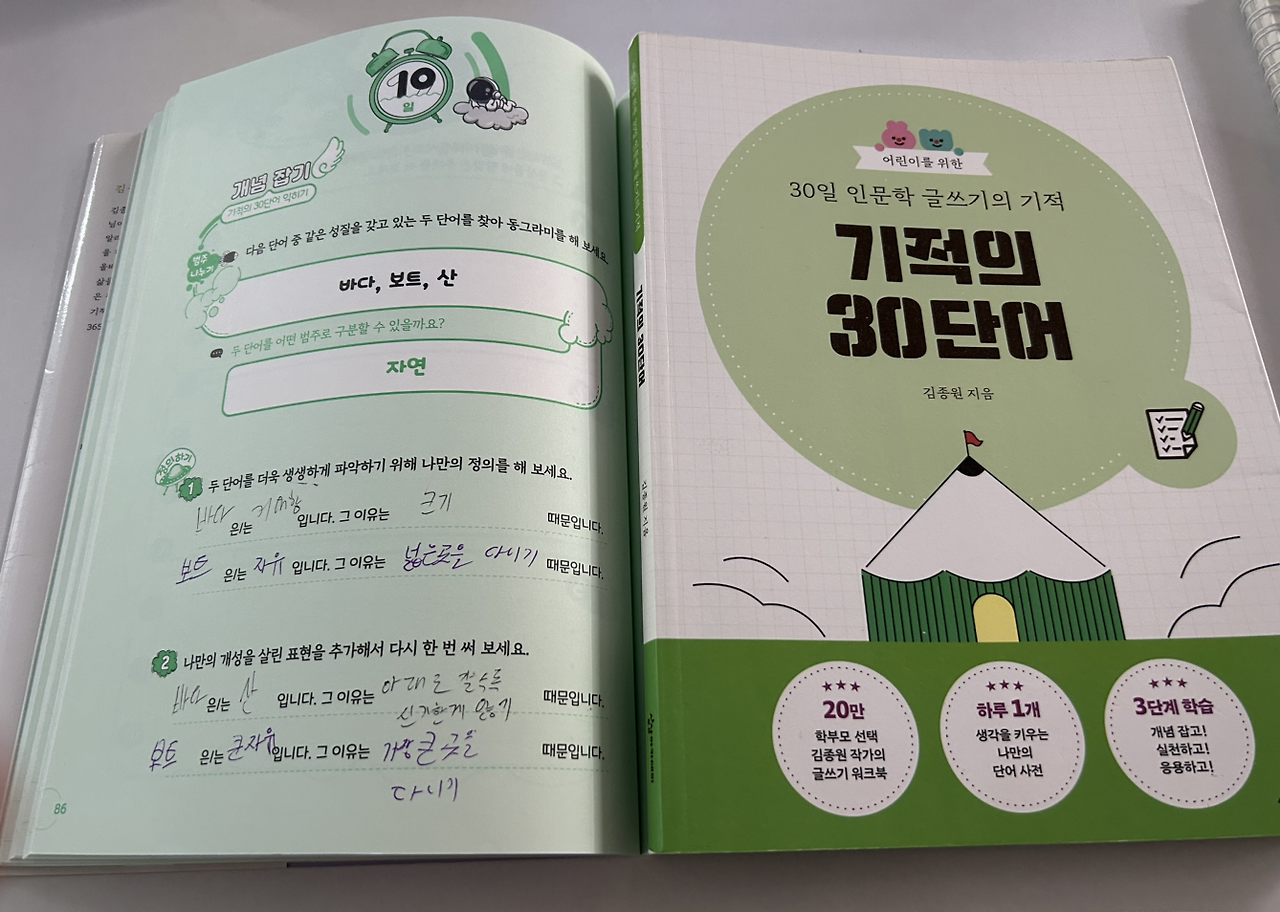 10
일
개념 잡기
기적의 30단어 익히기
범주
나누기
다음 단어 중 같은 성질을 갖고 있는 두 단어를 찾아 동그라미를 해 보세요.
바다, 보트, 산
두 단어를 어떤 범주로 구분할 수 있을까요?
자연
정의하기
1 두 단어를 더욱 생생하게 파악하기 위해 나만의 정의를 해 보세요.
바다 은/는 거대함 입니다. 그 이유는 크기 때문입니다.
보트 은/는 자유 입니다. 그 이유는 넓은곳을 다니기 때문입니다.
2 나만의 개성을 살린 표현을 추가해서 다시 한 번 써 보세요.
바다 은/는 산 입니다. 그 이유는 아래로 갈수록 때문입니다.
신기한게 많기
보트 은/는 큰자유 입니다. 그 이유는 가장 큰 곳을 때문입니다.
다니기
86
어린이를 위한
30일 인문학 글쓰기의 기적
기적의
30단어
김종원 지음
20만
학부모 선택
김종원 작가의
글쓰기 워크북
하루 1개
생각을 키우는
나만의
단어 사전
3단계 학습
개념 잡고!
실천하고!
응용하고!
기적의 30단어
김종원 지음